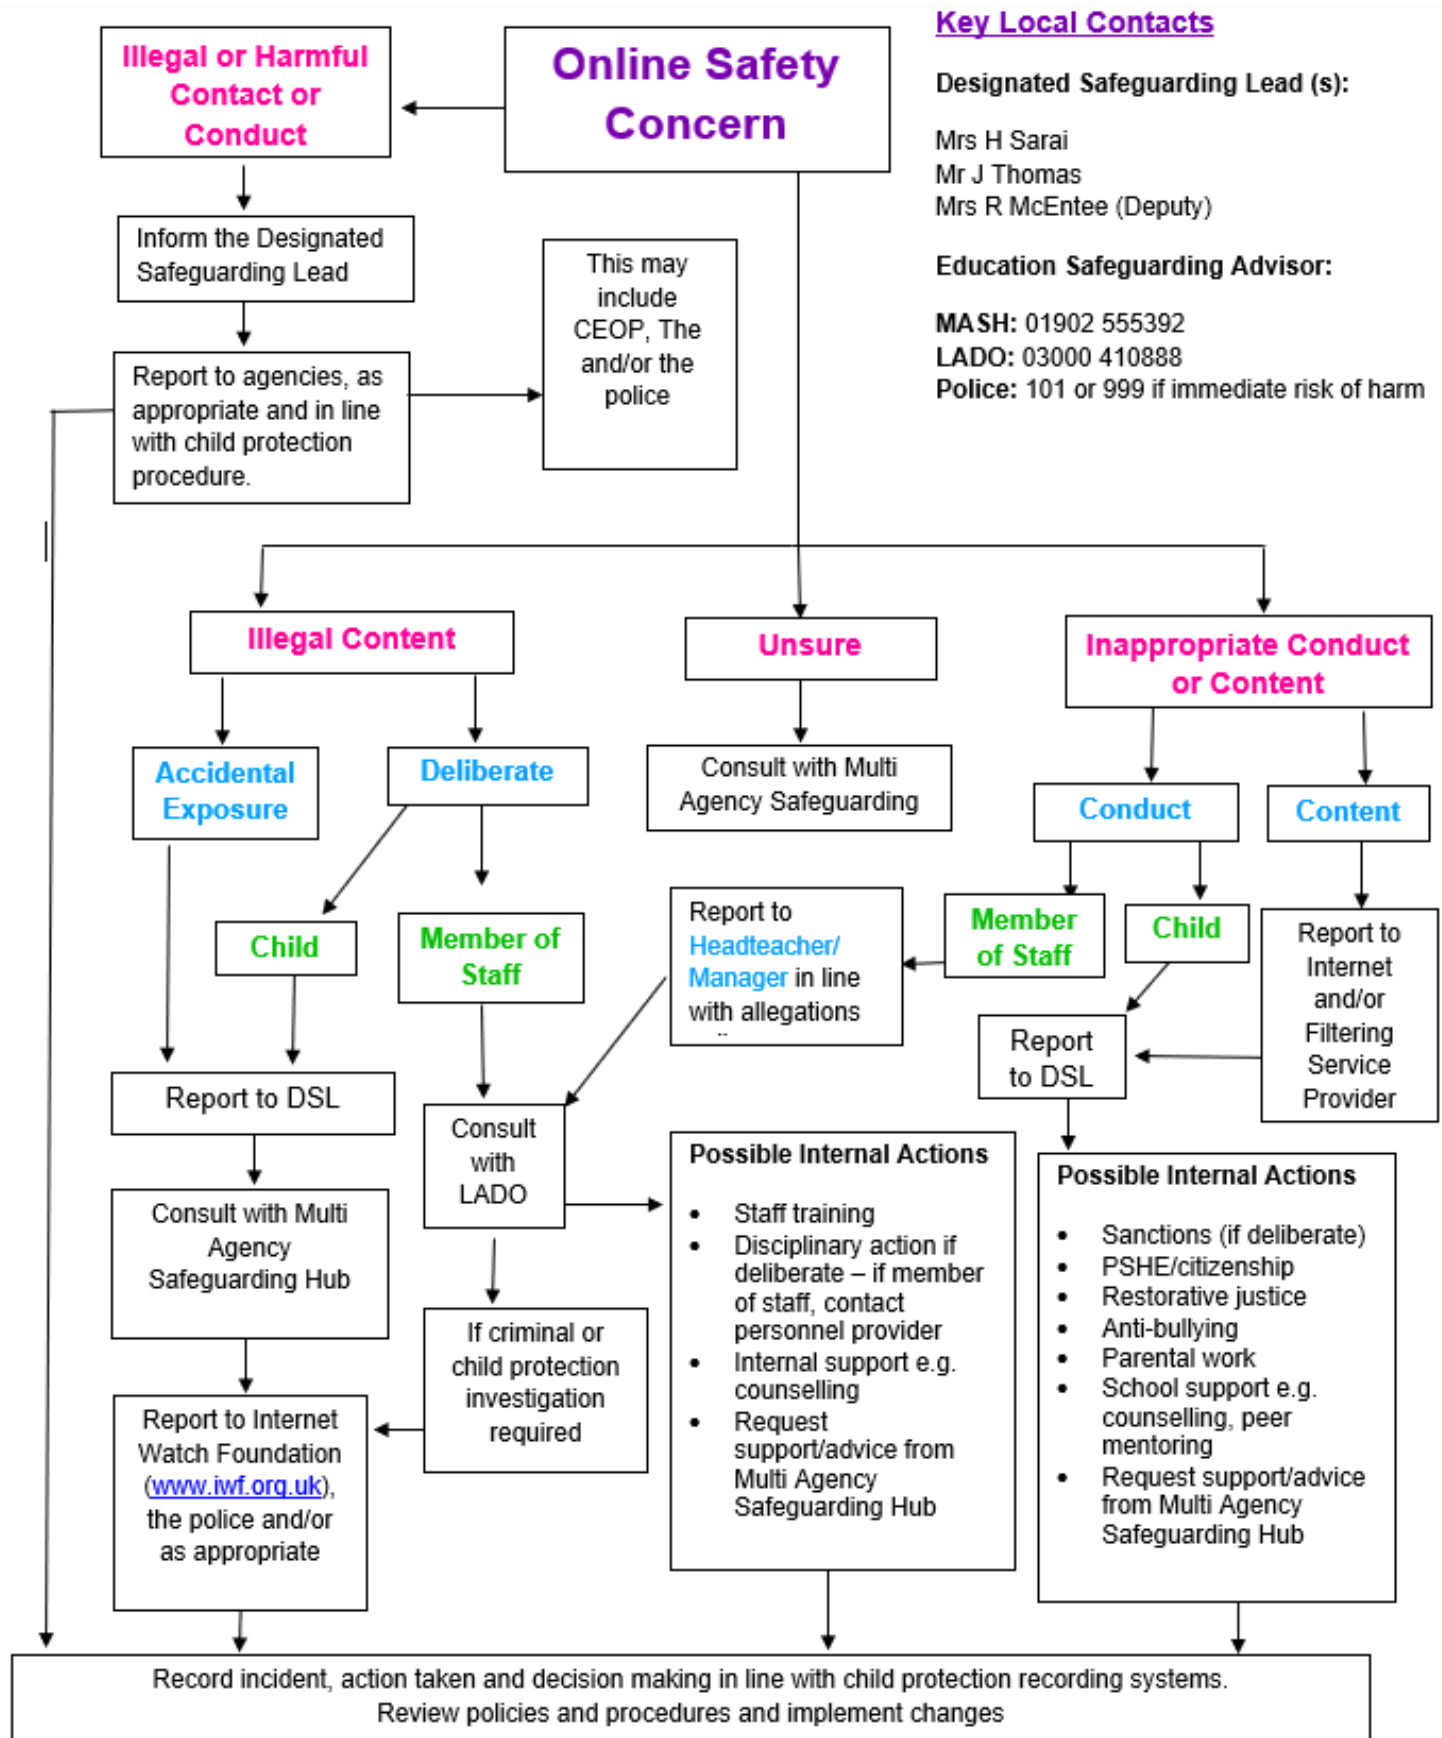 Key Local Contacts
Designated Safeguarding Lead (s):
Mrs H Sarai
Mr J Thomas
Mrs R McEntee (Deputy)
Education Safeguarding Advisor:
MASH: 01902 555392
LADO: 03000 410888
Police: 101 or 999 if immediate risk of harm
Online Safety
Concern
Illegal or Harmful
Contact or
Conduct
Inform the Designated
Safeguarding Lead
Report to agencies, as
appropriate and in line
with child protection
procedure.
This may
include
CEOP, The
and/or the
police
Illegal Content
Unsure
Inappropriate Conduct
or Content
Accidental
Exposure
Deliberate
Consult with Multi
Agency Safeguarding
Conduct
Content
Child
Member of
Staff
Report to
Headteacher/
Manager in line
with allegations
Member
of Staff
Child
Report to
Internet
and/or
Filtering
Service
Provider
Report to DSL
Consult
with
LADO
Report
to DSL
Consult with Multi
Agency
Safeguarding Hub
If criminal or
child protection
investigation
required
Report to Internet
Watch Foundation
(www.iwf.org.uk),
the police and/or
as appropriate
Possible Internal Actions
• Staff training
• Disciplinary action if
deliberate – if member
of staff, contact
personnel provider
• Internal support e.g.
counselling
• Request
support/advice from
Multi Agency
Safeguarding Hub
Possible Internal Actions
• Sanctions (if deliberate)
• PSHE/citizenship
• Restorative justice
• Anti-bullying
• Parental work
• School support e.g.
counselling, peer
mentoring
• Request support/advice
from Multi Agency
Safeguarding Hub
Record incident, action taken and decision making in line with child protection recording systems.
Review policies and procedures and implement changes